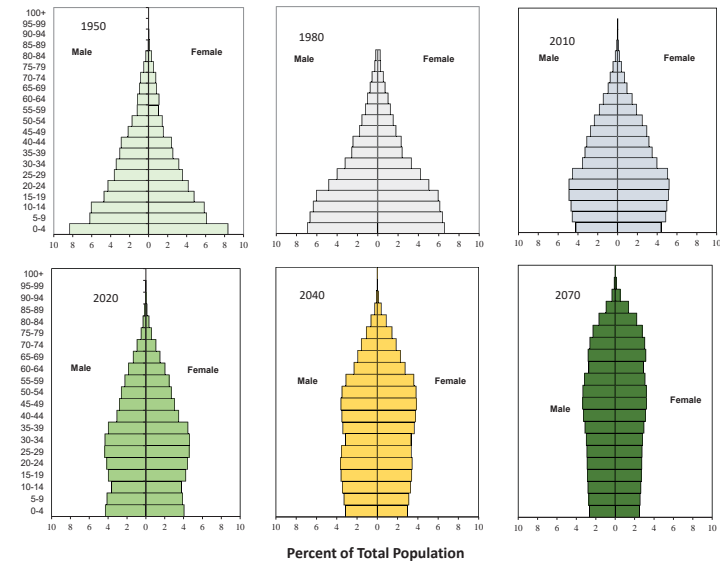 1950
Male
Female
100+
95-99
90-94
85-89
80-84
75-79
70-74
65-69
60-64
55-59
50-54
45-49
40-44
35-39
30-34
25-29
20-24
15-19
10-14
5-9
0-4
10 8 6 4 2 0 2 4 6 8 10
1980
Male
Female
10 8 6 4 2 0 2 4 6 8 10
2010
Male
Female
10 8 6 4 2 0 2 4 6 8 10
2020
Male
Female
100+
95-99
90-94
85-89
80-84
75-79
70-74
65-69
60-64
55-59
50-54
45-49
40-44
35-39
30-34
25-29
20-24
15-19
10-14
5-9
0-4
10 8 6 4 2 0 2 4 6 8 10
2040
Male
Female
10 8 6 4 2 0 2 4 6 8 10
2070
Male
Female
10 8 6 4 2 0 2 4 6 8 10
Percent of Total Population